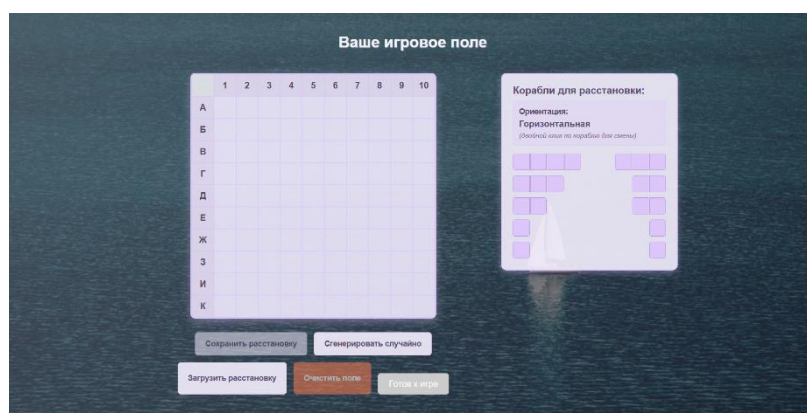 Ваше игровое поле
1 2 3 4 5 6 7 8 9 10
А
Б
В
Г
Д
Е
Ж
З
И
К
Корабли для расстановки:
Ориентация:
Горизонтальная
(двойной клик по кораблю для смены)
Сохранить расстановку
Сгенерировать случайно
Загрузить расстановку
Очистить поле
Готов к игре